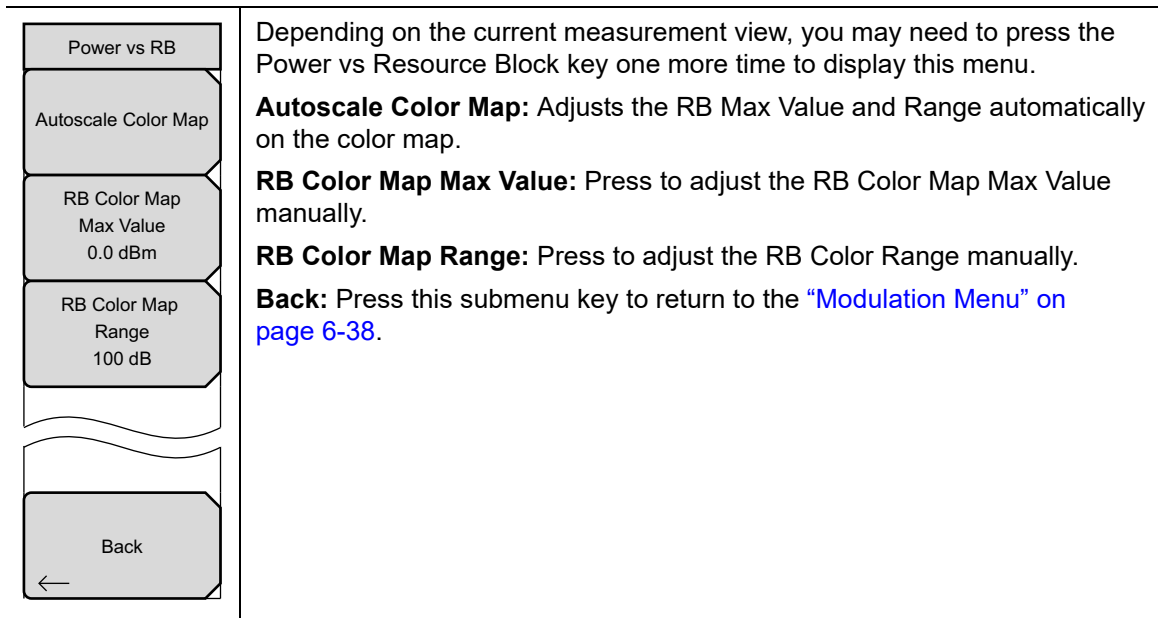 Power vs RB
Autoscale Color Map
RB Color Map
Max Value
0.0 dBm
RB Color Map
Range
100 dB
Back
Depending on the current measurement view, you may need to press the
Power vs Resource Block key one more time to display this menu.
Autoscale Color Map: Adjusts the RB Max Value and Range automatically
on the color map.
RB Color Map Max Value: Press to adjust the RB Color Map Max Value
manually.
RB Color Map Range: Press to adjust the RB Color Range manually.
Back: Press this submenu key to return to the “Modulation Menu” on
page 6-38.